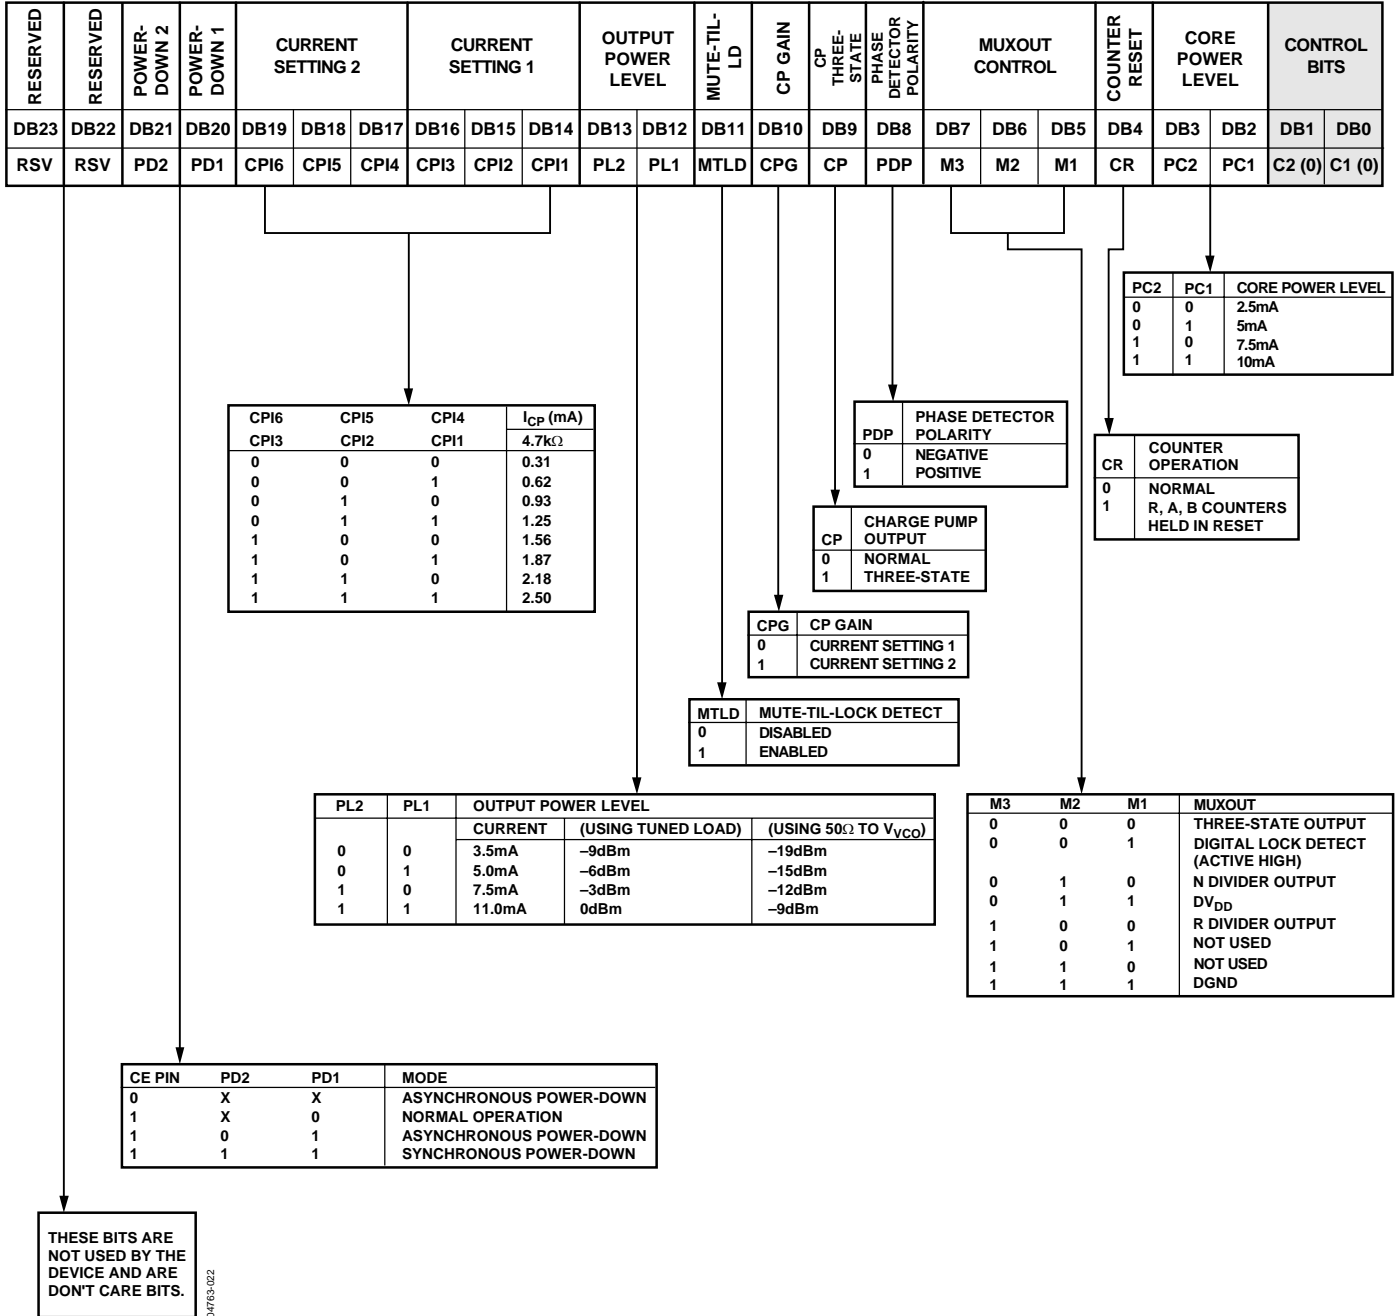 RESERVED
RESERVED
POWER-
DOWN 2
POWER-
DOWN 1
CURRENT
SETTING 2
CURRENT
SETTING 1
OUTPUT
POWER
LEVEL
MUTE-TIL-
LD
CP GAIN
CP
THREE-
STATE
PHASE
DETECTOR
POLARITY
MUXOUT
CONTROL
COUNTER
RESET
CORE
POWER
LEVEL
CONTROL
BITS
DB23 DB22 DB21 DB20 DB19 DB18 DB17 DB16 DB15 DB14 DB13 DB12 DB11 DB10 DB9 DB8 DB7 DB6 DB5 DB4 DB3 DB2 DB1 DB0
RSV RSV PD2 PD1 CPI6 CPI5 CPI4 CPI3 CPI2 CPI1 PL2 PL1 MTLD CPG CP PDP M3 M2 M1 CR PC2 PC1 C2 (0) C1 (0)
PC2 PC1 CORE POWER LEVEL
0 0 2.5mA
0 1 5mA
1 0 7.5mA
1 1 10mA
CPI6 CPI5 CPI4 ICP (mA)
CPI3 CPI2 CPI1 4.7kΩ
0 0 0 0.31
0 0 1 0.62
0 1 0 0.93
0 1 1 1.25
1 0 0 1.56
1 0 1 1.87
1 1 0 2.18
1 1 1 2.50
PDP PHASE DETECTOR
POLARITY
0 NEGATIVE
1 POSITIVE
CR COUNTER
OPERATION
0 NORMAL
1 R, A, B COUNTERS
HELD IN RESET
CP CHARGE PUMP
OUTPUT
0 NORMAL
1 THREE-STATE
CPG CP GAIN
0 CURRENT SETTING 1
1 CURRENT SETTING 2
MTLD MUTE-TIL-LOCK DETECT
0 DISABLED
1 ENABLED
PL2 PL1 OUTPUT POWER LEVEL
CURRENT (USING TUNED LOAD) (USING 50Ω TO VVCO)
0 0 3.5mA –9dBm –19dBm
0 1 5.0mA –6dBm –15dBm
1 0 7.5mA –3dBm –12dBm
1 1 11.0mA 0dBm –9dBm
M3 M2 M1 MUXOUT
0 0 0 THREE-STATE OUTPUT
0 0 1 DIGITAL LOCK DETECT
(ACTIVE HIGH)
0 1 0 N DIVIDER OUTPUT
0 1 1 DVDD
1 0 0 R DIVIDER OUTPUT
1 0 1 NOT USED
1 1 0 NOT USED
1 1 1 DGND
CE PIN PD2 PD1 MODE
0 X X ASYNCHRONOUS POWER-DOWN
1 X 0 NORMAL OPERATION
1 0 1 ASYNCHRONOUS POWER-DOWN
1 1 1 SYNCHRONOUS POWER-DOWN
THESE BITS ARE
NOT USED BY THE
DEVICE AND ARE
DON'T CARE BITS.
04763-022